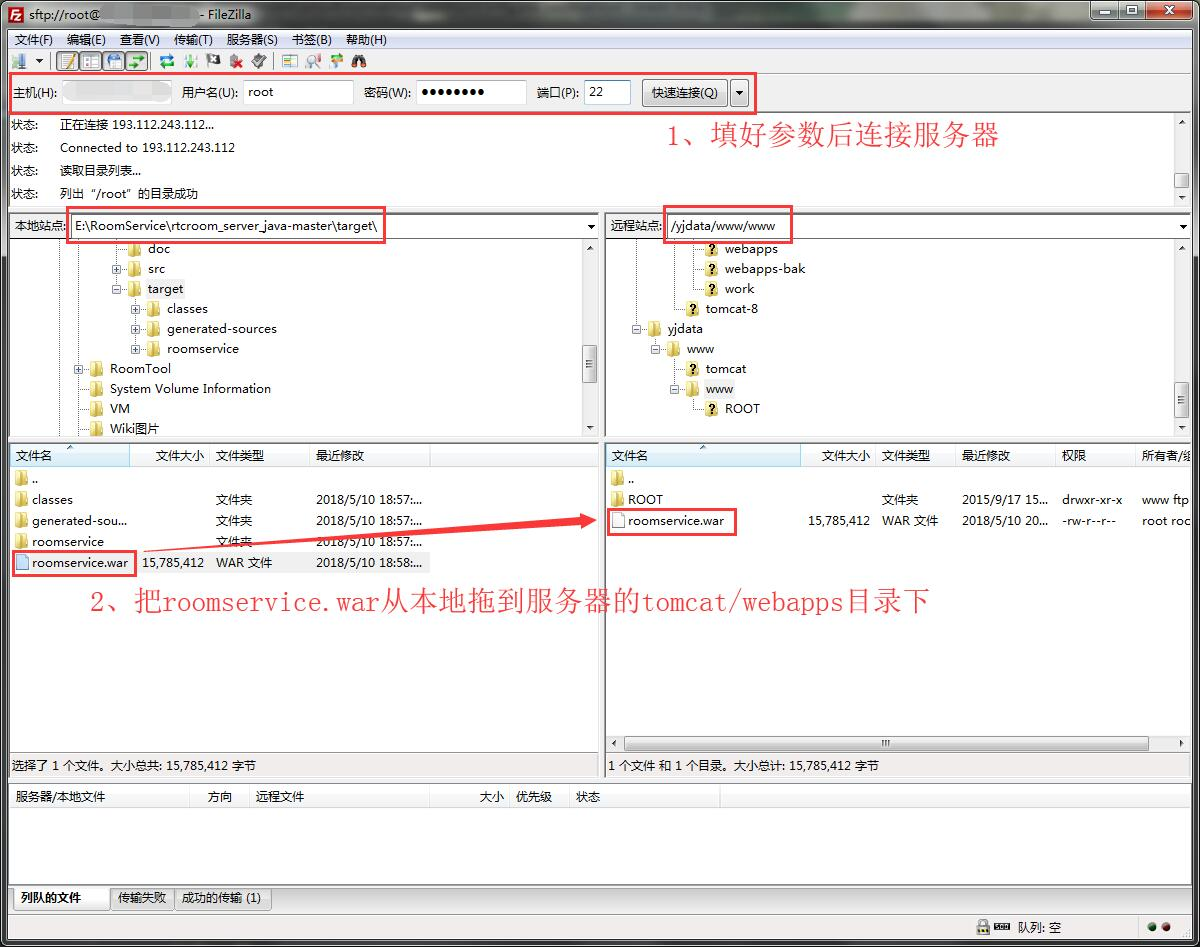 sftp://root@ - FileZilla
文件(F) 编辑(E) 查看(V) 传输(T) 服务器(S) 书签(B) 帮助(H)
主机(H): 用户名(U): root 密码(W): ●●●●●●●● 端口(P): 22 快速连接(Q)
状态: 正在连接 193.112.243.112...
状态: Connected to 193.112.243.112
状态: 读取目录列表...
状态: 列出“/root”的目录成功
1、填好参数后连接服务器
本地站点: E:\RoomService\rtcroom_server_java-master\target\
doc
src
target
classes
generated-sources
roomservice
RoomTool
System Volume Information
VM
Wiki图片
远程站点: /yjdata/www/www
webapps
webapps-bak
work
tomcat-8
yjdata
www
tomcat
www
ROOT
文件名 文件大小 文件类型 最近修改
..
classes 文件夹 2018/5/10 18:57:...
generated-sou... 文件夹 2018/5/10 18:57:...
roomservice 文件夹 2018/5/10 18:57:...
roomservice.war 15,785,412 WAR 文件 2018/5/10 18:58:...
文件名 文件大小 文件类型 最近修改 权限 所有者/组
..
ROOT 文件夹 2015/9/17 15... drwxr-xr-x www ftp
roomservice.war 15,785,412 WAR 文件 2018/5/10 20... -rw-r--r-- root roo
2、把roomservice.war从本地拖到服务器的tomcat/webapps目录下
选择了 1 个文件。大小总共: 15,785,412 字节
1 个文件 和 1 个目录。大小总计: 15,785,412 字节
服务器/本地文件 方向 远程文件 大小 优先级 状态
列队的文件 传输失败 成功的传输 (1)
队列: 空